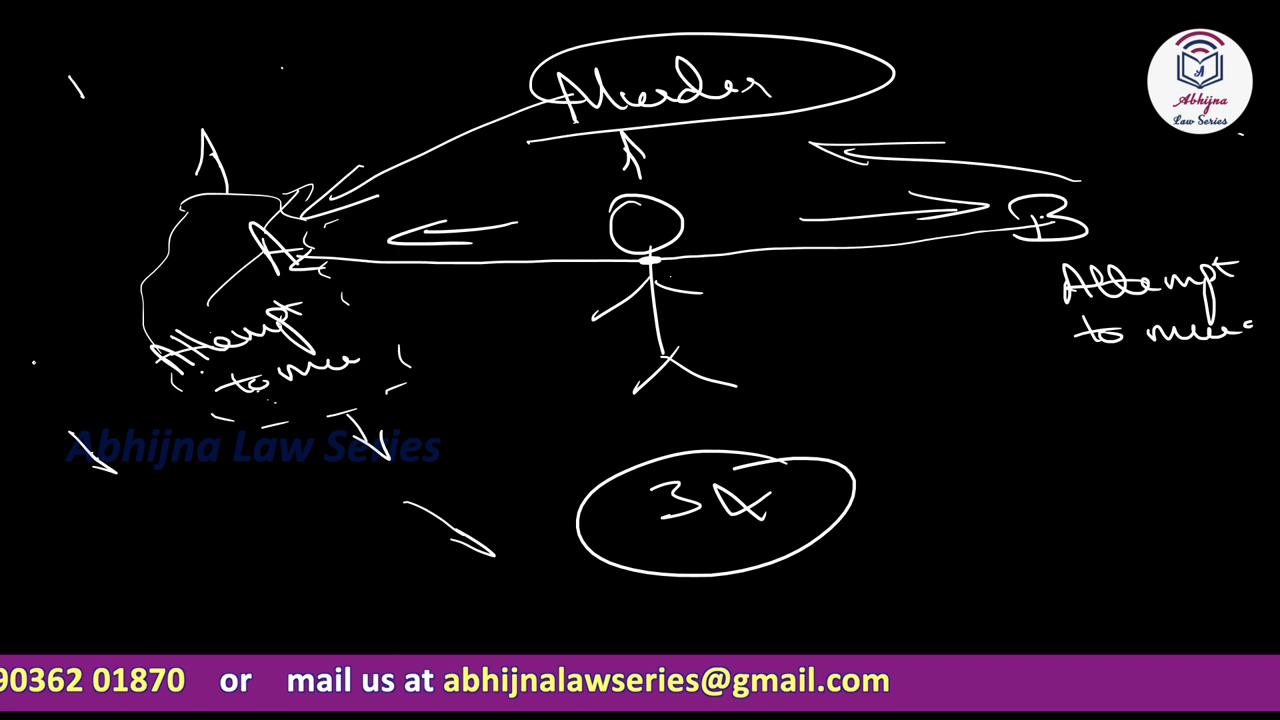 Murder
Abhijna
Law Series
A
B
Attempt
to mur
Attempt
to mu
Abhijna Law Series
34
90362 01870 or mail us at abhijnalawseries@gmail.com